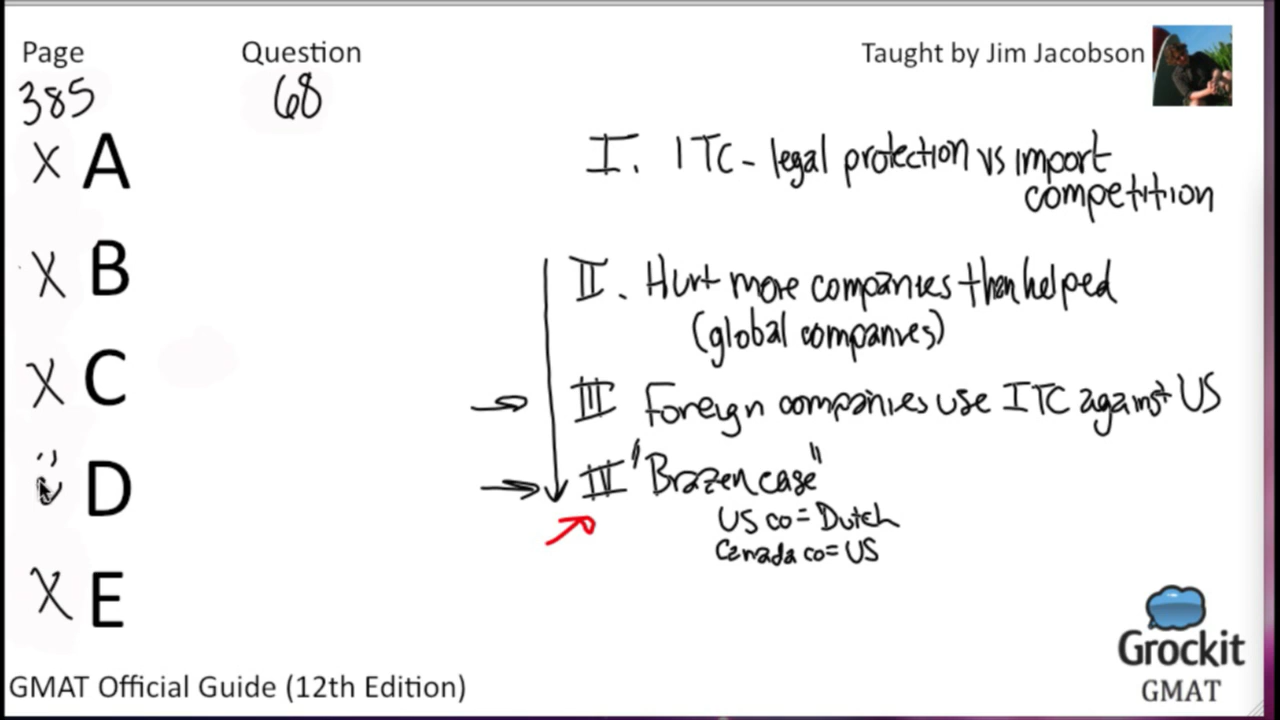 Page Question Taught by Jim Jacobson
385 68
X A
X B
X C
D
X E
I. ITC - legal protection vs import
competition
II. Hurt more companies than helped
(global companies)
III Foreign companies use ITC against US
IV "Brazen case"
US co = Dutch
Canada co = US
Grockit
GMAT
GMAT Official Guide (12th Edition)